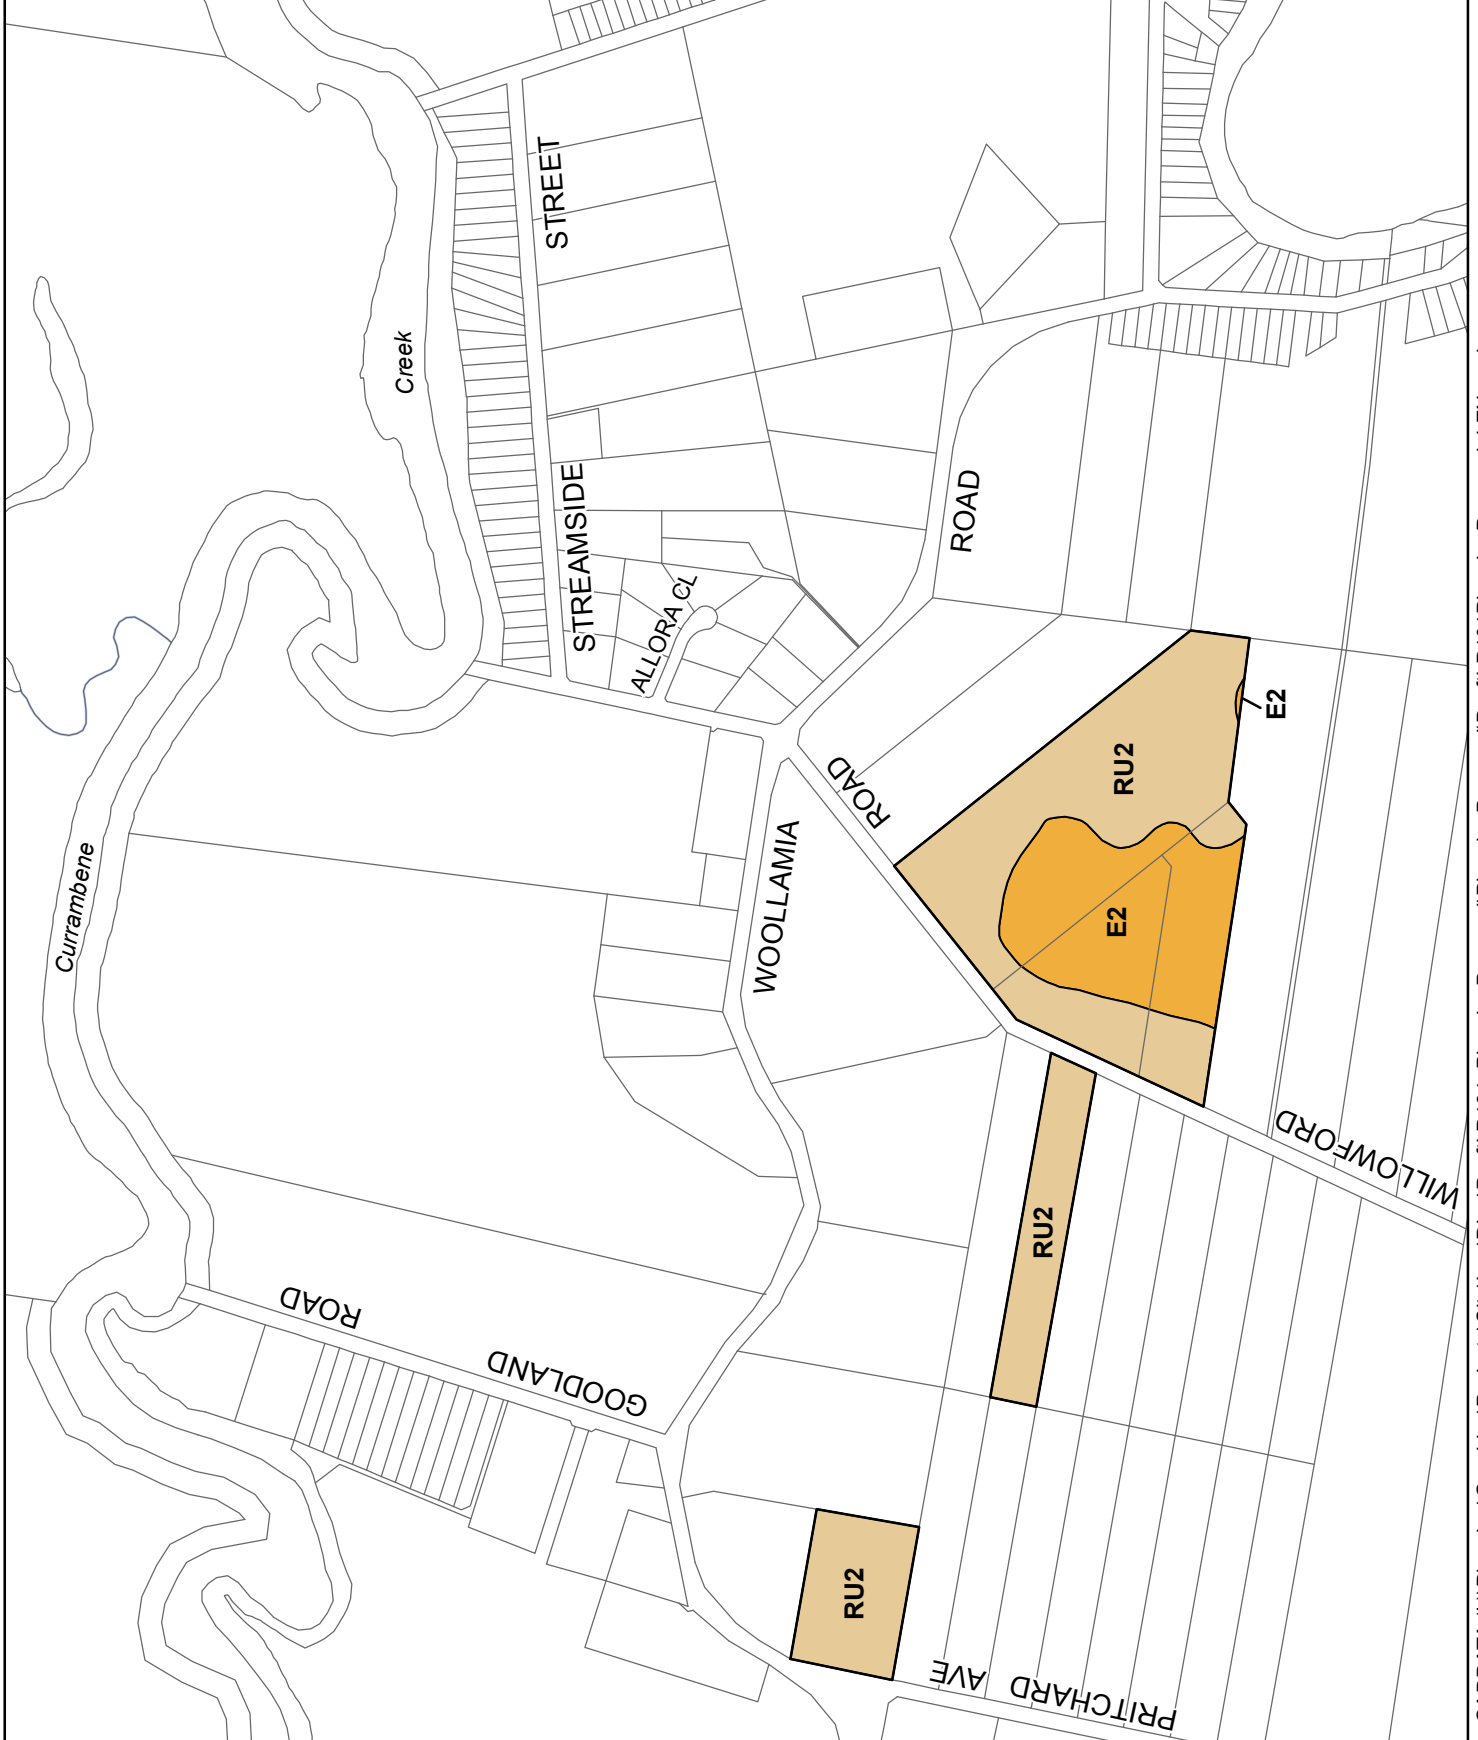 STREET
Creek
STREAMSIDE
ROAD
ALLORA CL
E2
RU2
ROAD
Currambene
WOOLLAMIA
E2
WILLOWFORD
RU2
ROAD
GOODLAND
RU2
AVE
PRITCHARD